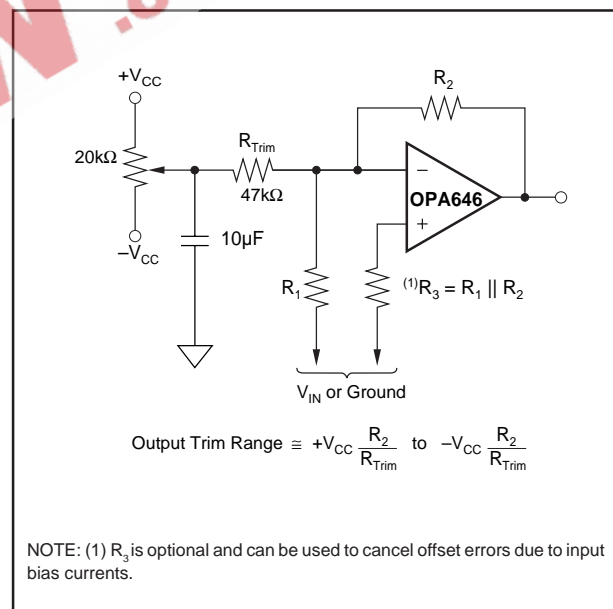 +VCC
20kΩ
–VCC
RTrim
47kΩ
10µF
R2
–
OPA646
+
R1
(1)R3 = R1 || R2
VIN or Ground
Output Trim Range ≅ +VCC R2/RTrim to –VCC R2/RTrim
NOTE: (1) R3 is optional and can be used to cancel offset errors due to input
bias currents.